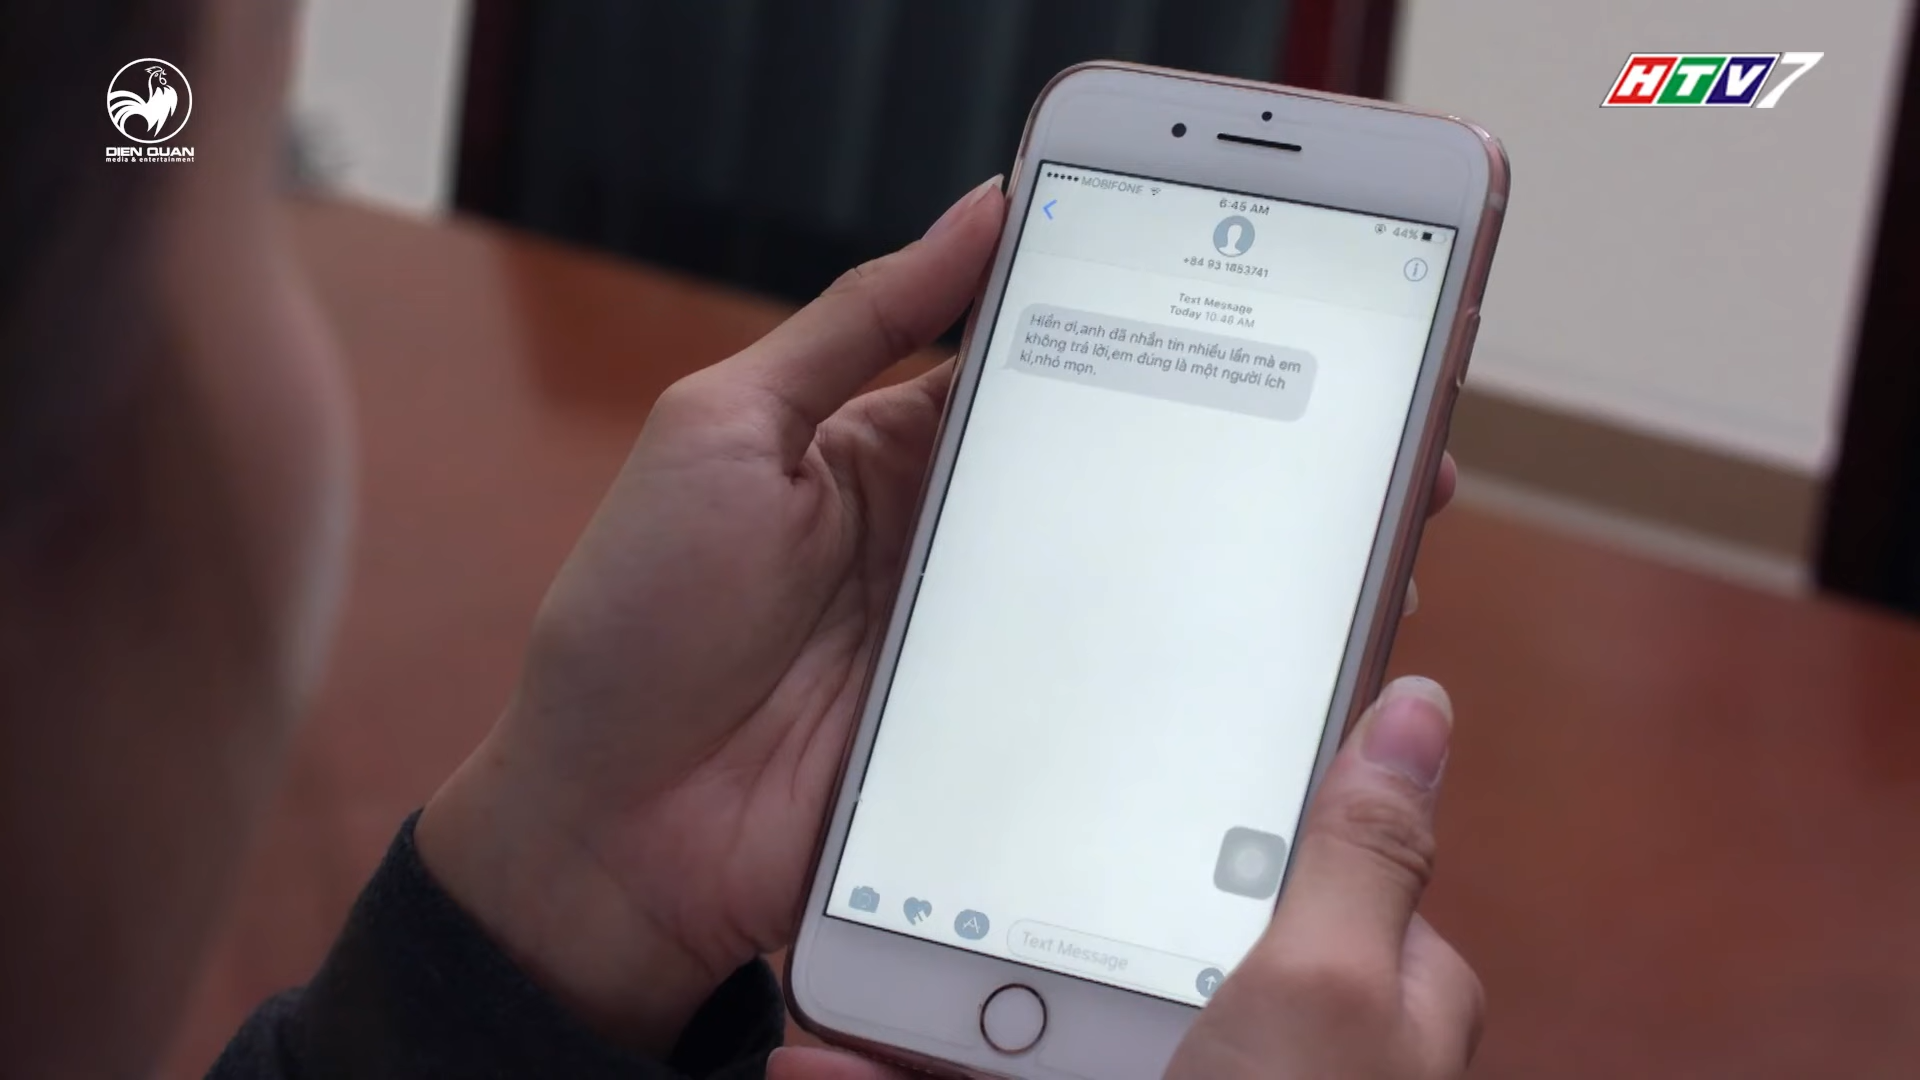 DIEN QUAN
media & entertainment
HTV7
MOBIFONE
6:45 AM
44%
+84 93 1853741
Text Message
Today 10:46 AM
Hiền ơi,anh đã nhắn tin nhiều lần mà em
không trả lời,em đúng là một người ích
kỉ,nhỏ mọn.
Text Message